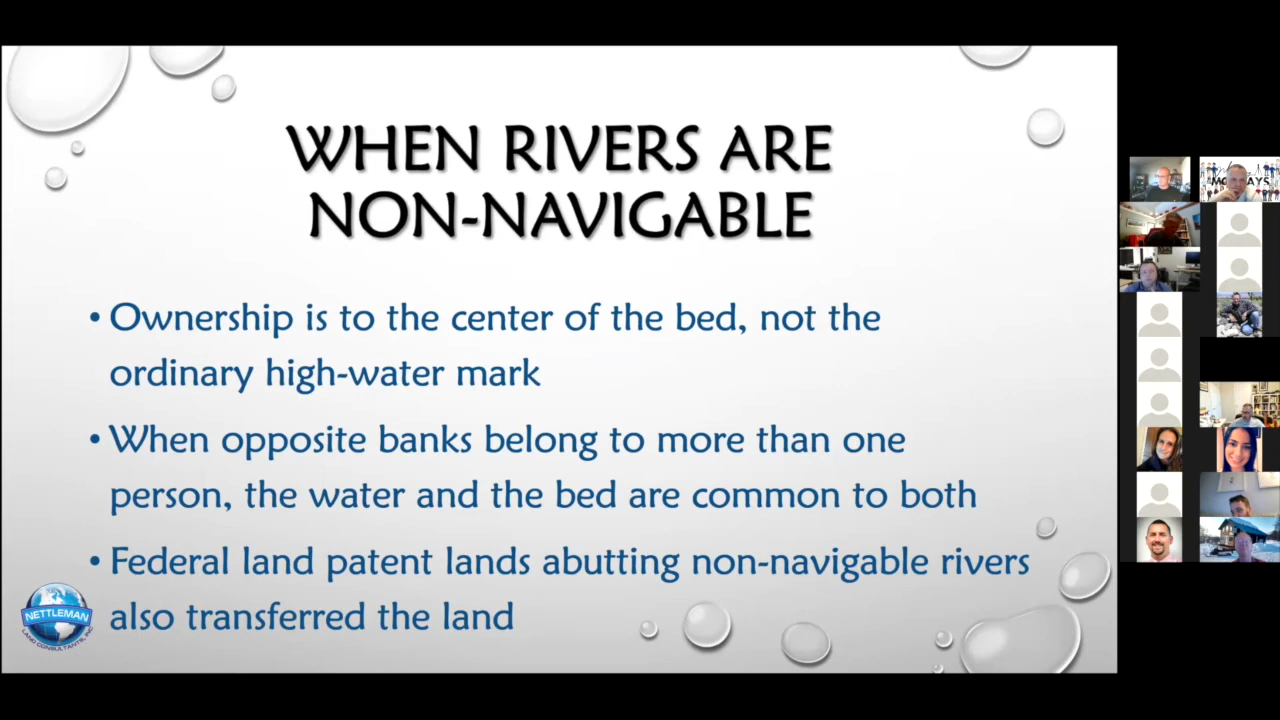 WHEN RIVERS ARE
NON-NAVIGABLE
• Ownership is to the center of the bed, not the
ordinary high-water mark
• When opposite banks belong to more than one
person, the water and the bed are common to both
• Federal land patent lands abutting non-navigable rivers
also transferred the land
NETTLEMAN
LAND CONSULTANTS, INC